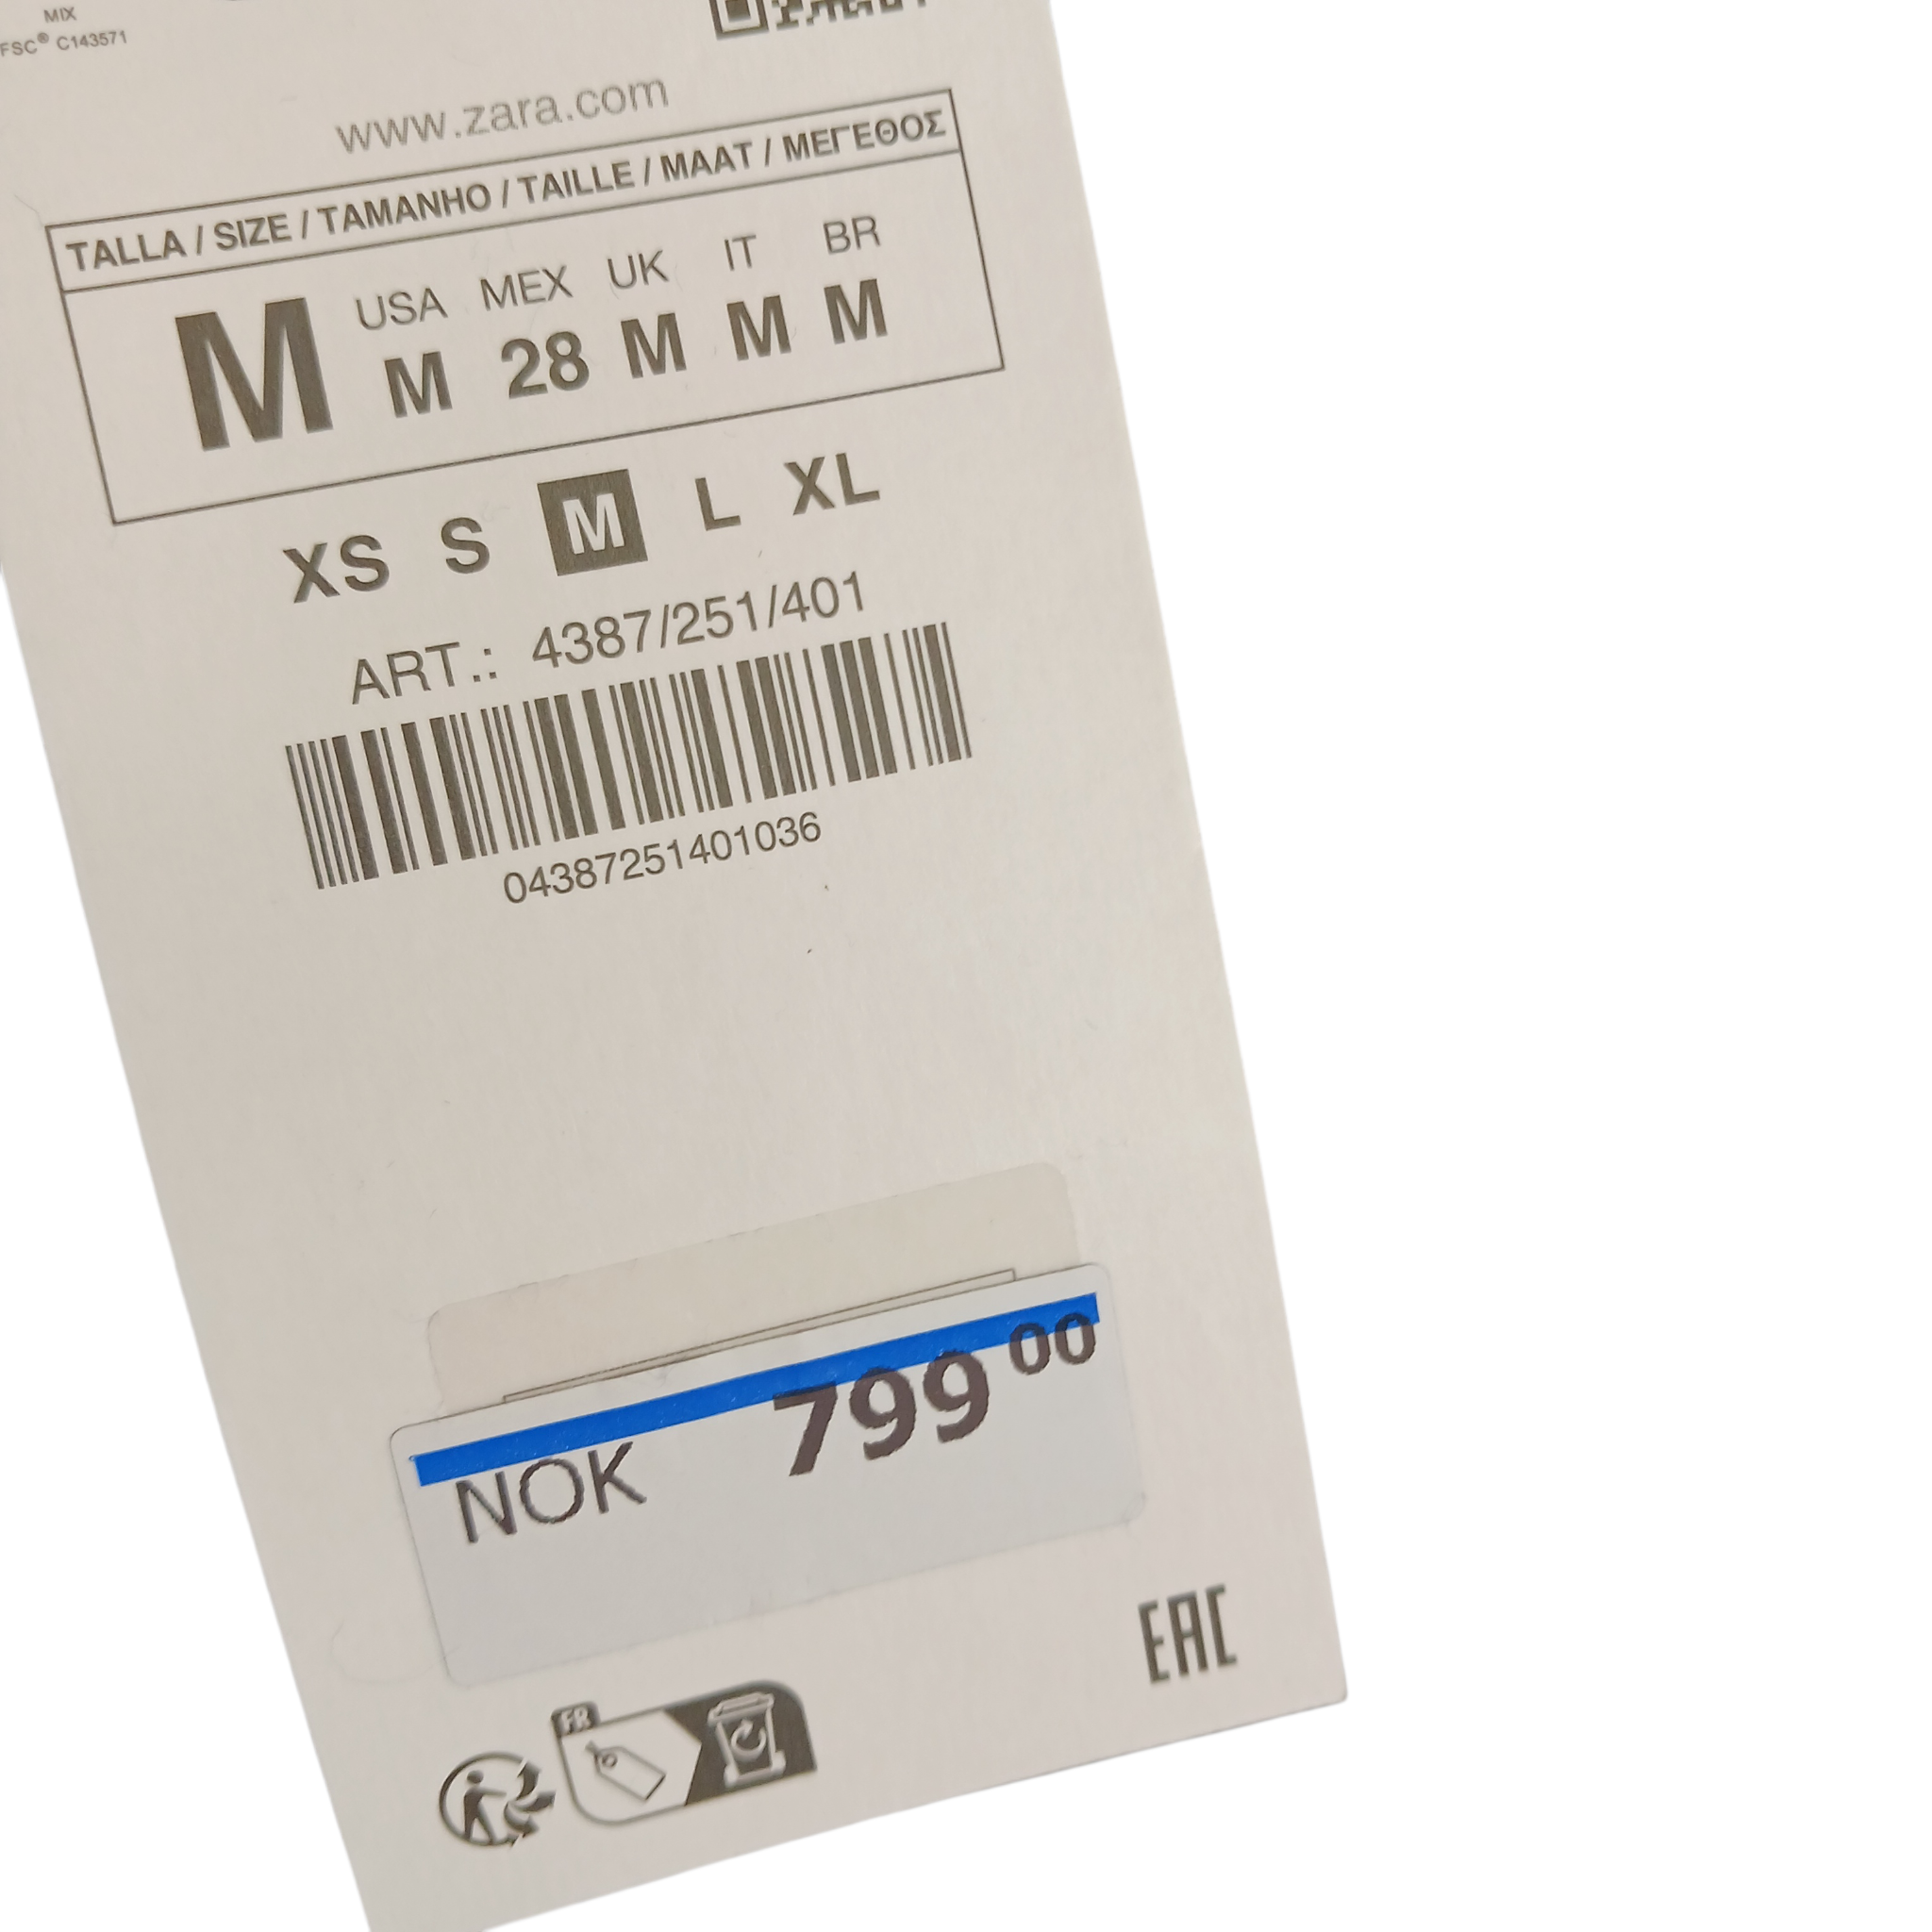 MIX
FSC® C143571
www.zara.com
TALLA / SIZE / TAMANHO / TAILLE / MAAT / ΜΕΓΕΘΟΣ
USA MEX UK IT BR
M M 28 M M M
XS S M L XL
ART.: 4387/251/401
04387251401036
NOK 799 00
EAC
FR